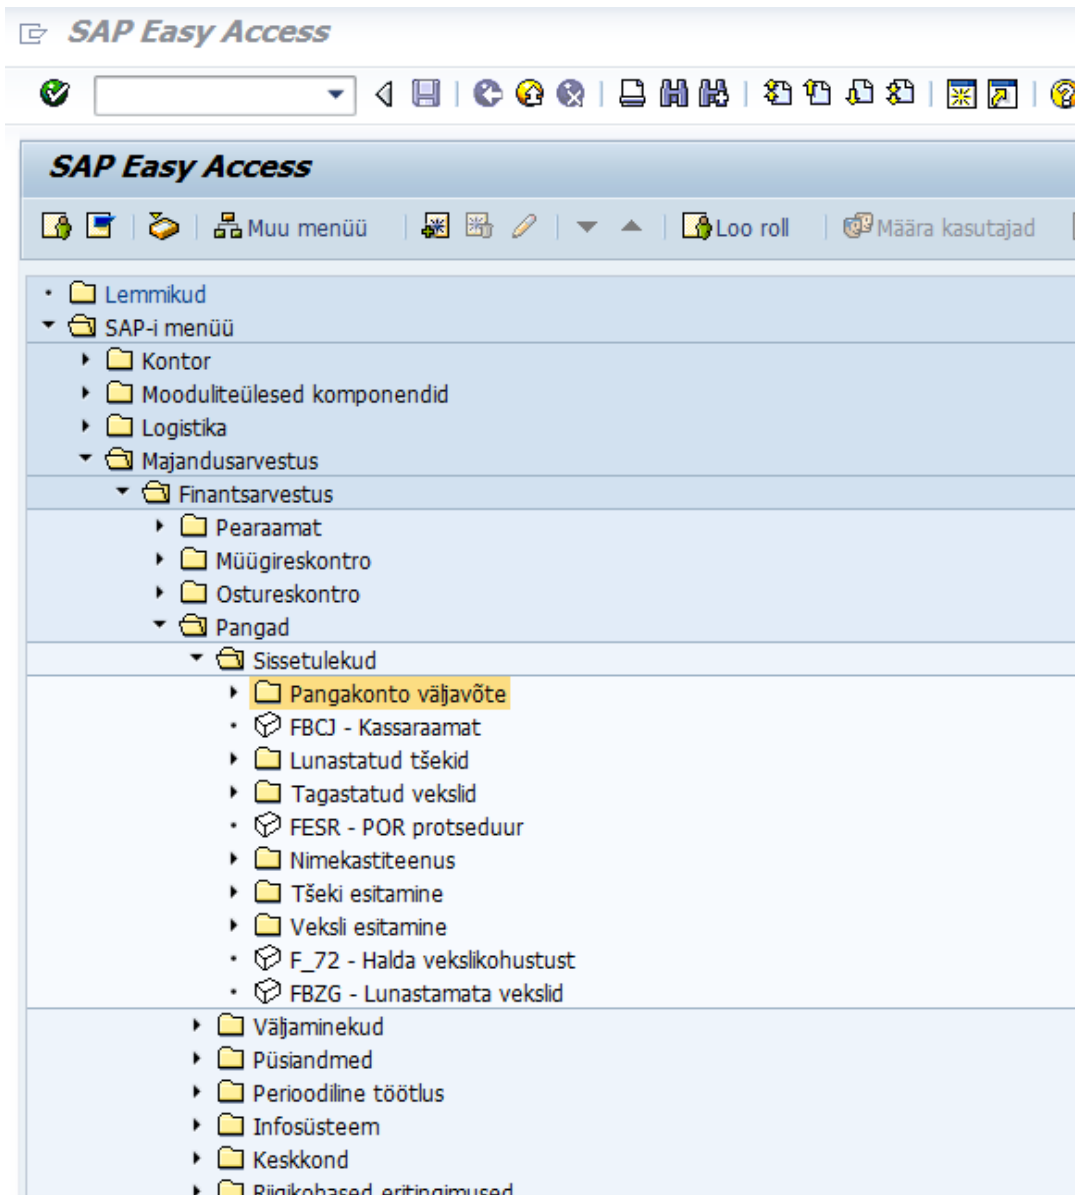 SAP Easy Access
SAP Easy Access
Muu menüü Loo roll Määra kasutajad
Lemmikud
SAP-i menüü
Kontor
Mooduliteülesed komponendid
Logistika
Majandusarvestus
Finantsarvestus
Pearaamat
Müügireskontro
Ostureskontro
Pangad
Sissetulekud
Pangakonto väljavõte
FBCJ - Kassaraamat
Lunastatud tšekid
Tagastatud vekslid
FESR - POR protseduur
Nimekastiteenus
Tšeki esitamine
Veksli esitamine
F_72 - Halda vekslikohustust
FBZG - Lunastamata vekslid
Väljaminekud
Püsiandmed
Perioodiline töötlus
Infosüsteem
Keskkond
Riigikohased eritingimused